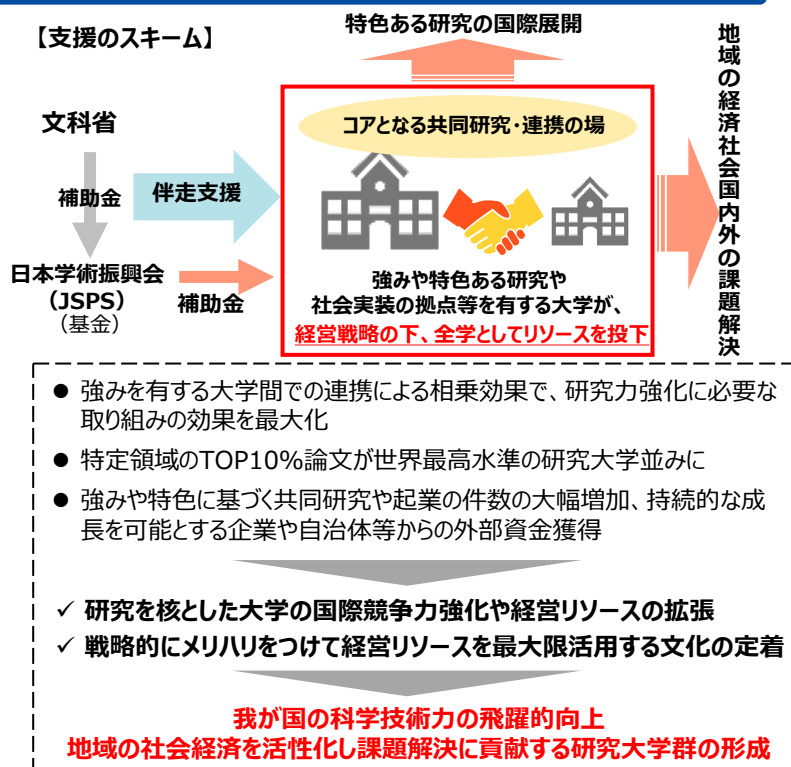 【支援のスキーム】
特色ある研究の国際展開
文科省
補助金
伴走支援
日本学術振興会
（JSPS）
（基金）
補助金
コアとなる共同研究・連携の場
強みや特色ある研究や
社会実装の拠点等を有する大学が、
経営戦略の下、全学としてリソースを投下
地域の経済社会国内外の課題解決
● 強みを有する大学間での連携による相乗効果で、研究力強化に必要な
取り組みの効果を最大化
● 特定領域のTOP10%論文が世界最高水準の研究大学並みに
● 強みや特色に基づく共同研究や起業の件数の大幅増加、持続的な成
長を可能とする企業や自治体等からの外部資金獲得
✓ 研究を核とした大学の国際競争力強化や経営リソースの拡張
✓ 戦略的にメリハリをつけて経営リソースを最大限活用する文化の定着
我が国の科学技術力の飛躍的向上
地域の社会経済を活性化し課題解決に貢献する研究大学群の形成